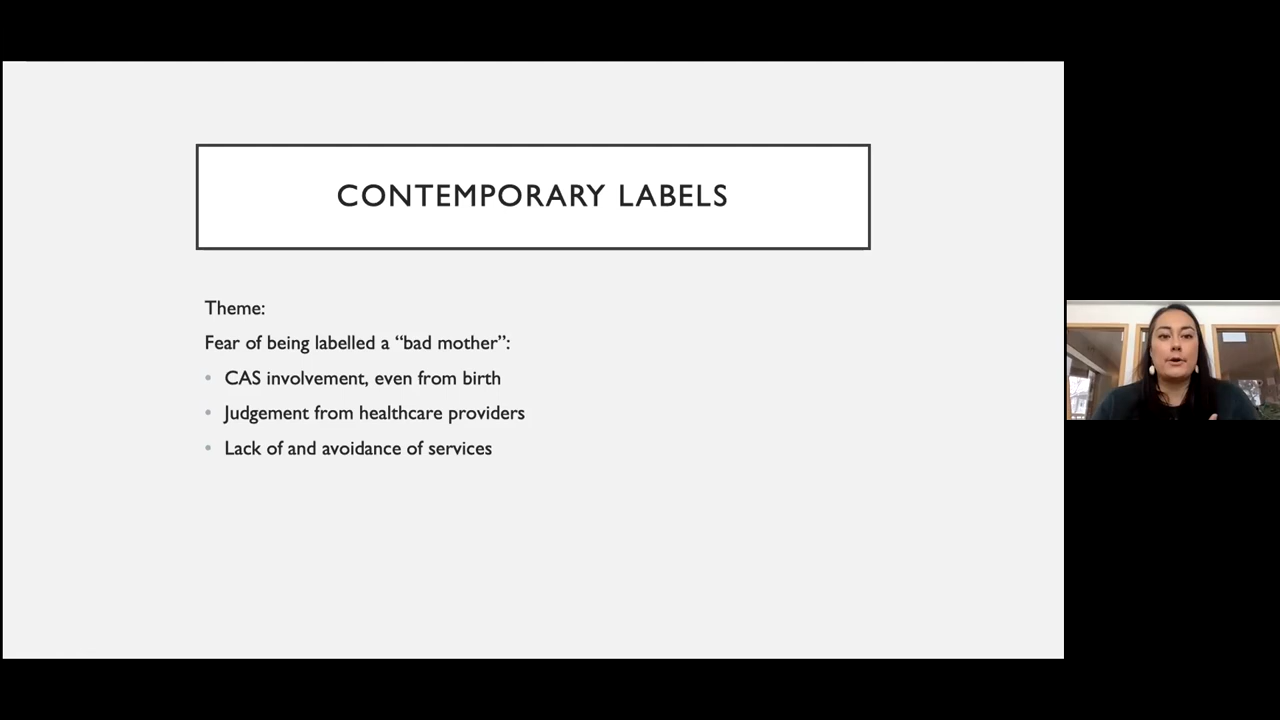 CONTEMPORARY LABELS
Theme:
Fear of being labelled a “bad mother”:
• CAS involvement, even from birth
• Judgement from healthcare providers
• Lack of and avoidance of services